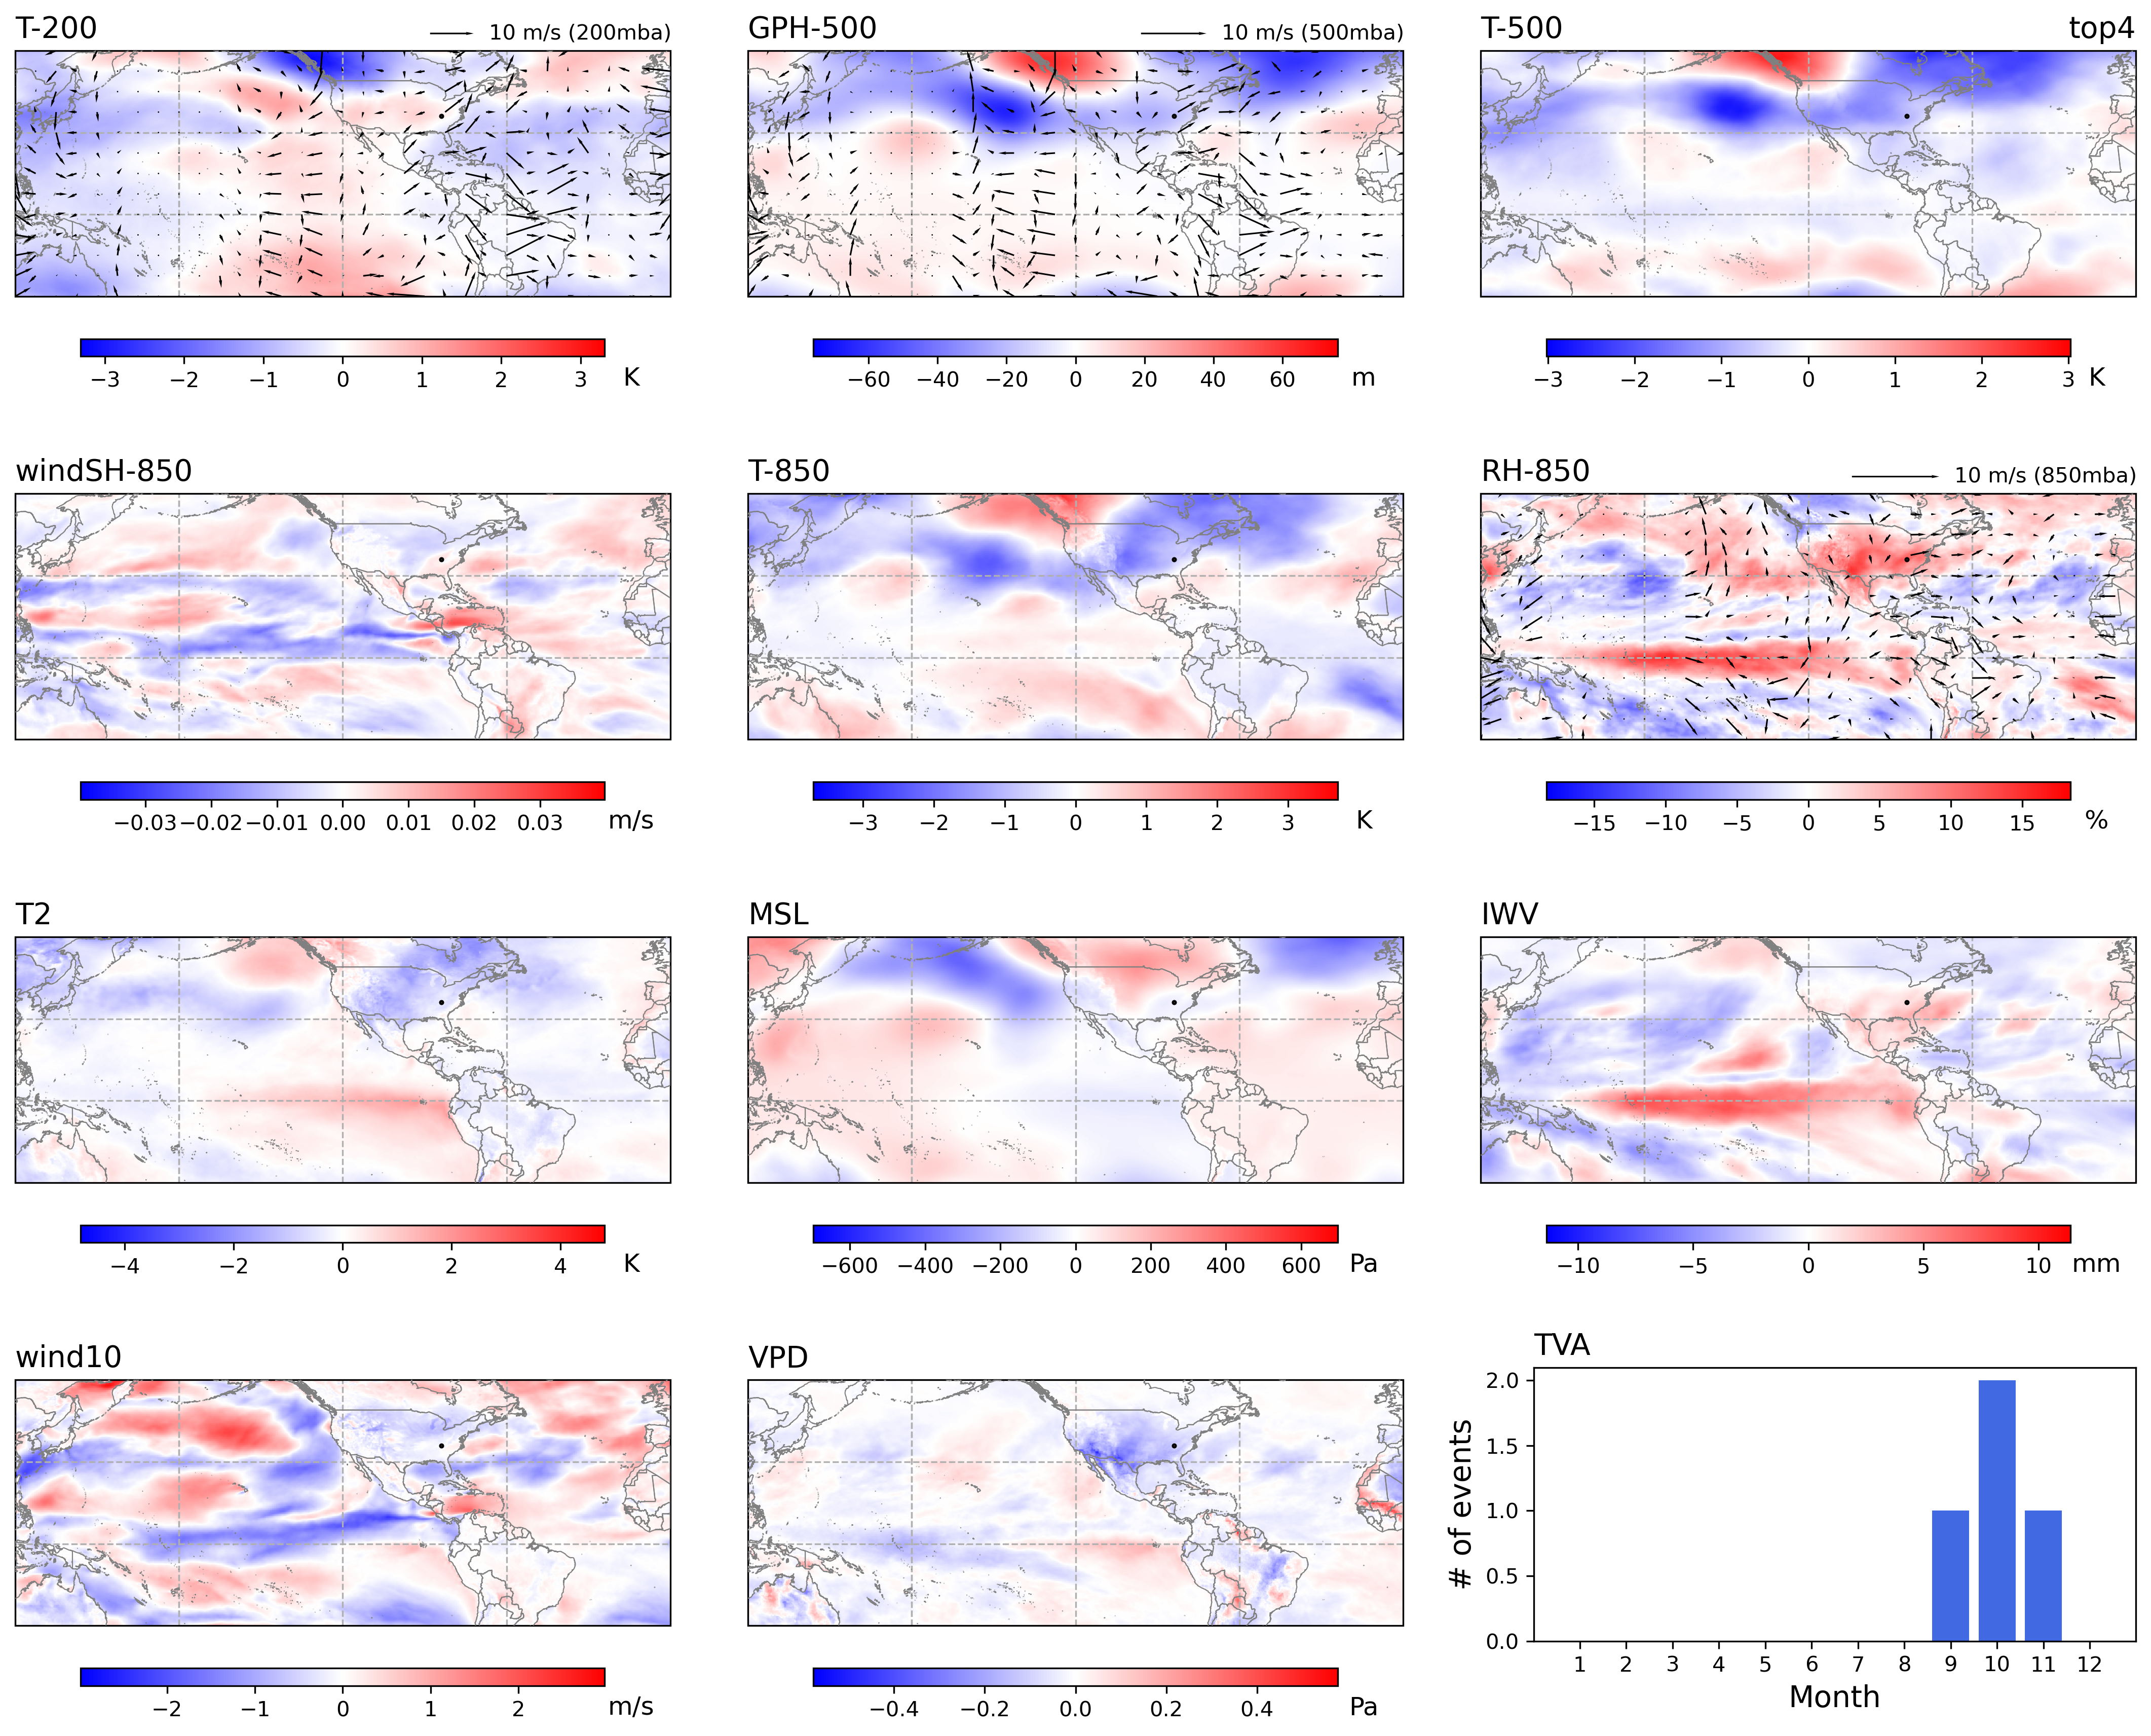 T-200
10 m/s (200mba)
−3 −2 −1 0 1 2 3 K
GPH-500
10 m/s (500mba)
−60 −40 −20 0 20 40 60 m
T-500
top4
−3 −2 −1 0 1 2 3 K
windSH-850
−0.03 −0.02 −0.01 0.00 0.01 0.02 0.03 m/s
T-850
−3 −2 −1 0 1 2 3 K
RH-850
10 m/s (850mba)
−15 −10 −5 0 5 10 15 %
T2
−4 −2 0 2 4 K
MSL
−600 −400 −200 0 200 400 600 Pa
IWV
−10 −5 0 5 10 mm
wind10
−2 −1 0 1 2 m/s
VPD
−0.4 −0.2 0.0 0.2 0.4 Pa
TVA
# of events
2.0
1.5
1.0
0.5
0.0
1 2 3 4 5 6 7 8 9 10 11 12
Month